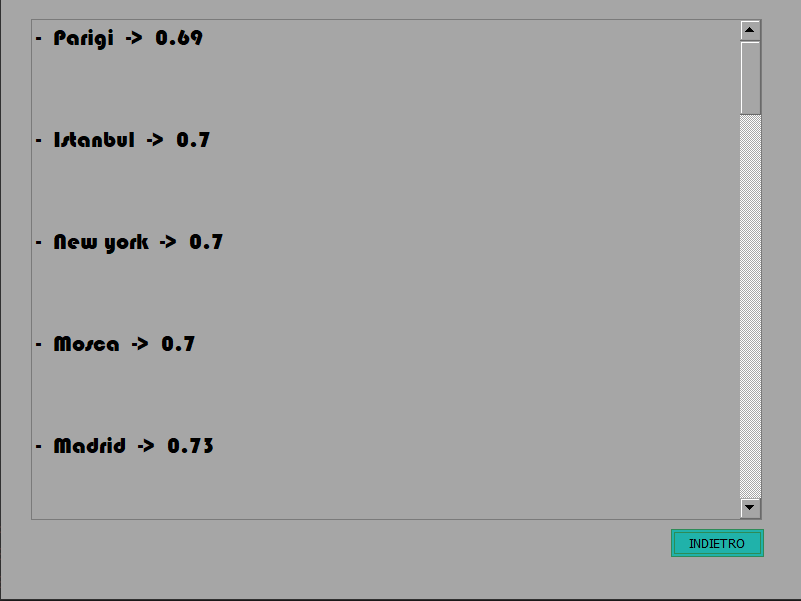 - Parigi -> 0.69
- Istanbul -> 0.7
- New york -> 0.7
- Mosca -> 0.7
- Madrid -> 0.73
INDIETRO